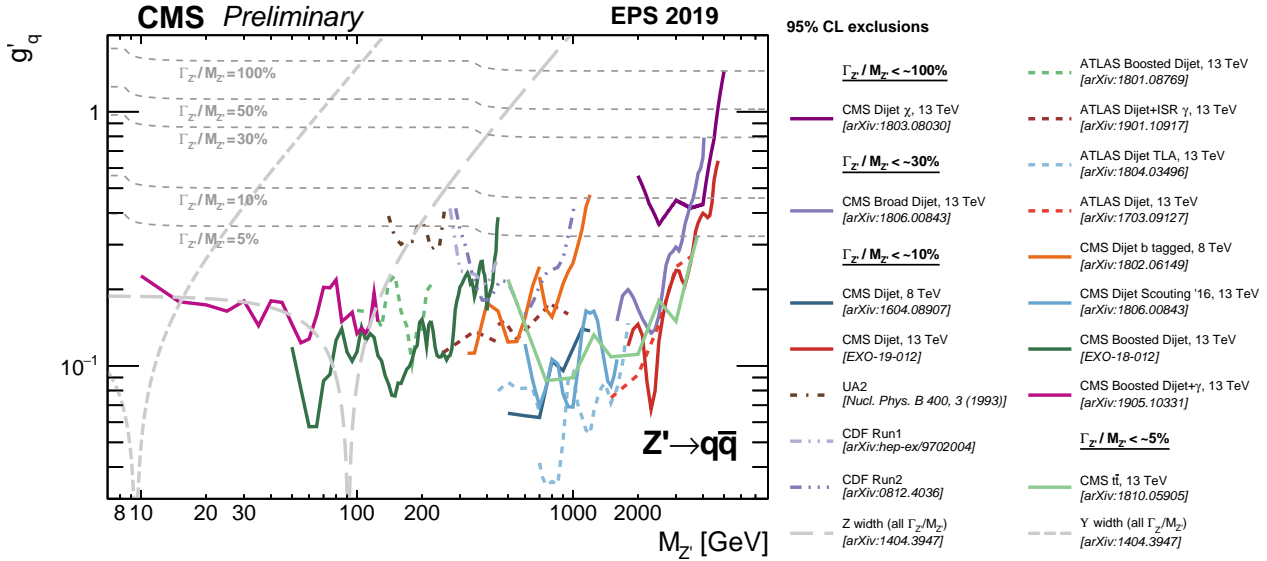 CMS Preliminary
EPS 2019
g'q
1
10⁻¹
Γ_Z'/M_Z'=100%
Γ_Z'/M_Z'=50%
Γ_Z'/M_Z'=30%
Γ_Z'/M_Z'=10%
Γ_Z'/M_Z'=5%
Z'→qq̅
8 10 20 30 100 200 1000 2000
M_Z' [GeV]
95% CL exclusions
Γ_Z' / M_Z' < ~100%
CMS Dijet χ, 13 TeV
[arXiv:1803.08030]
Γ_Z' / M_Z' < ~30%
CMS Broad Dijet, 13 TeV
[arXiv:1806.00843]
Γ_Z' / M_Z' < ~10%
CMS Dijet, 8 TeV
[arXiv:1604.08907]
CMS Dijet, 13 TeV
[EXO-19-012]
UA2
[Nucl. Phys. B 400, 3 (1993)]
CDF Run1
[arXiv:hep-ex/9702004]
CDF Run2
[arXiv:0812.4036]
Z width (all Γ_Z'/M_Z')
[arXiv:1404.3947]
ATLAS Boosted Dijet, 13 TeV
[arXiv:1801.08769]
ATLAS Dijet+ISR γ, 13 TeV
[arXiv:1901.10917]
ATLAS Dijet TLA, 13 TeV
[arXiv:1804.03496]
ATLAS Dijet, 13 TeV
[arXiv:1703.09127]
CMS Dijet b tagged, 8 TeV
[arXiv:1802.06149]
CMS Dijet Scouting '16, 13 TeV
[arXiv:1806.00843]
CMS Boosted Dijet, 13 TeV
[EXO-18-012]
CMS Boosted Dijet+γ, 13 TeV
[arXiv:1905.10331]
Γ_Z' / M_Z' < ~5%
CMS tt̅, 13 TeV
[arXiv:1810.05905]
Υ width (all Γ_Z'/M_Z')
[arXiv:1404.3947]